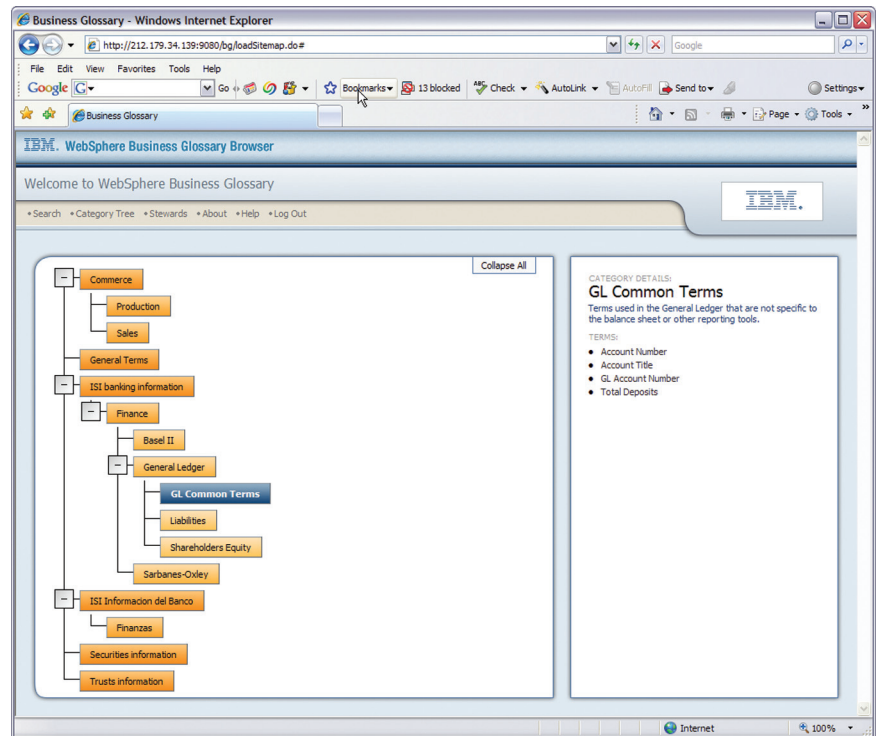 Business Glossary - Windows Internet Explorer
http://212.179.34.139:9080/bg/loadSitemap.do#
Google
File Edit View Favorites Tools Help
Google G Go Bookmarks 13 blocked ABC Check AutoLink AutoFill Send to Settings
Business Glossary
Page Tools »
IBM. WebSphere Business Glossary Browser
Welcome to WebSphere Business Glossary
IBM.
•Search •Category Tree •Stewards •About •Help •Log Out
Collapse All
Commerce
Production
Sales
General Terms
ISI banking information
Finance
Basel II
General Ledger
GL Common Terms
Liabilities
Shareholders Equity
Sarbanes-Oxley
ISI Informacion del Banco
Finanzas
Securities information
Trusts information
CATEGORY DETAILS:
GL Common Terms
Terms used in the General Ledger that are not specific to
the balance sheet or other reporting tools.
TERMS:
• Account Number
• Account Title
• GL Account Number
• Total Deposits
Internet 100%